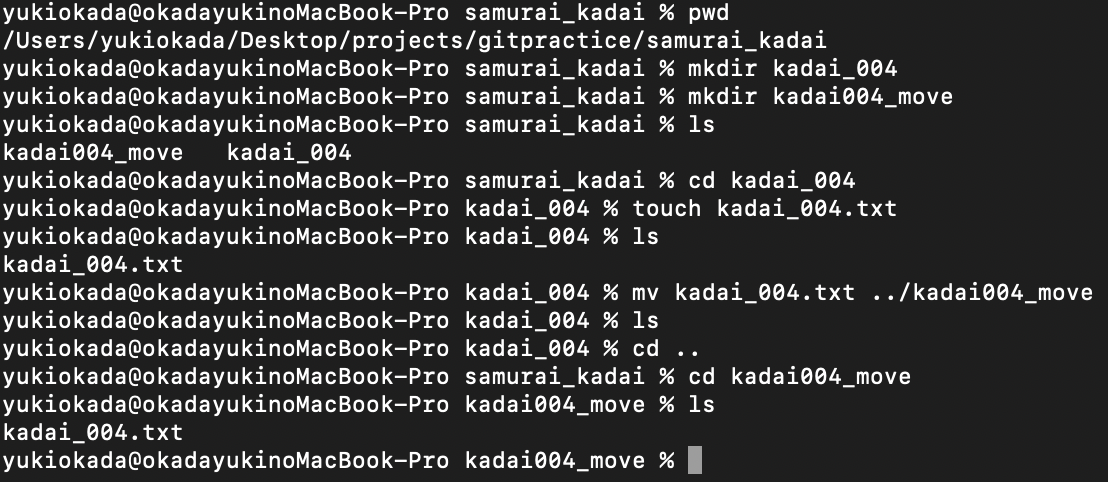 yukiokada@okadayukinoMacBook-Pro samurai_kadai % pwd
/Users/yukiokada/Desktop/projects/gitpractice/samurai_kadai
yukiokada@okadayukinoMacBook-Pro samurai_kadai % mkdir kadai_004
yukiokada@okadayukinoMacBook-Pro samurai_kadai % mkdir kadai004_move
yukiokada@okadayukinoMacBook-Pro samurai_kadai % ls
kadai004_move   kadai_004
yukiokada@okadayukinoMacBook-Pro samurai_kadai % cd kadai_004
yukiokada@okadayukinoMacBook-Pro kadai_004 % touch kadai_004.txt
yukiokada@okadayukinoMacBook-Pro kadai_004 % ls
kadai_004.txt
yukiokada@okadayukinoMacBook-Pro kadai_004 % mv kadai_004.txt ../kadai004_move
yukiokada@okadayukinoMacBook-Pro kadai_004 % ls
yukiokada@okadayukinoMacBook-Pro kadai_004 % cd ..
yukiokada@okadayukinoMacBook-Pro samurai_kadai % cd kadai004_move
yukiokada@okadayukinoMacBook-Pro kadai004_move % ls
kadai_004.txt
yukiokada@okadayukinoMacBook-Pro kadai004_move %